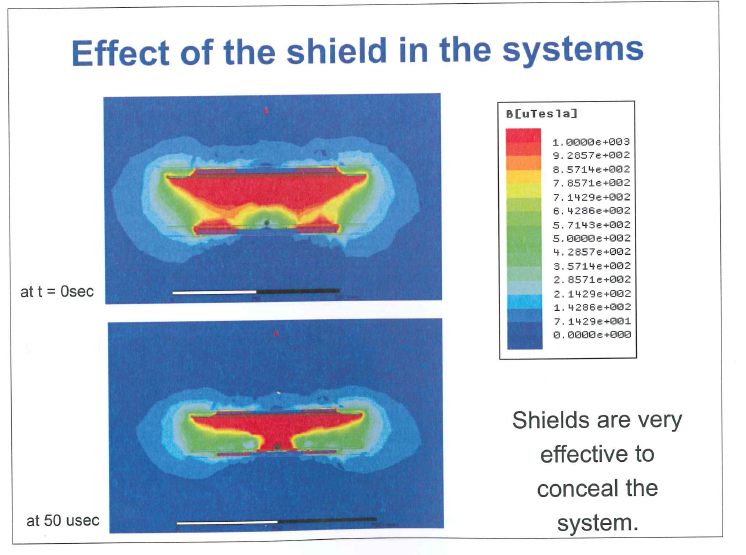 Effect of the shield in the systems
B[uTesla]
1.0000e+003
9.2857e+002
8.5714e+002
7.8571e+002
7.1429e+002
6.4286e+002
5.7143e+002
5.0000e+002
4.2857e+002
3.5714e+002
2.8571e+002
2.1429e+002
1.4286e+002
7.1429e+001
0.0000e+000
at t = 0sec
Shields are very
effective to
conceal the
system.
at 50 usec